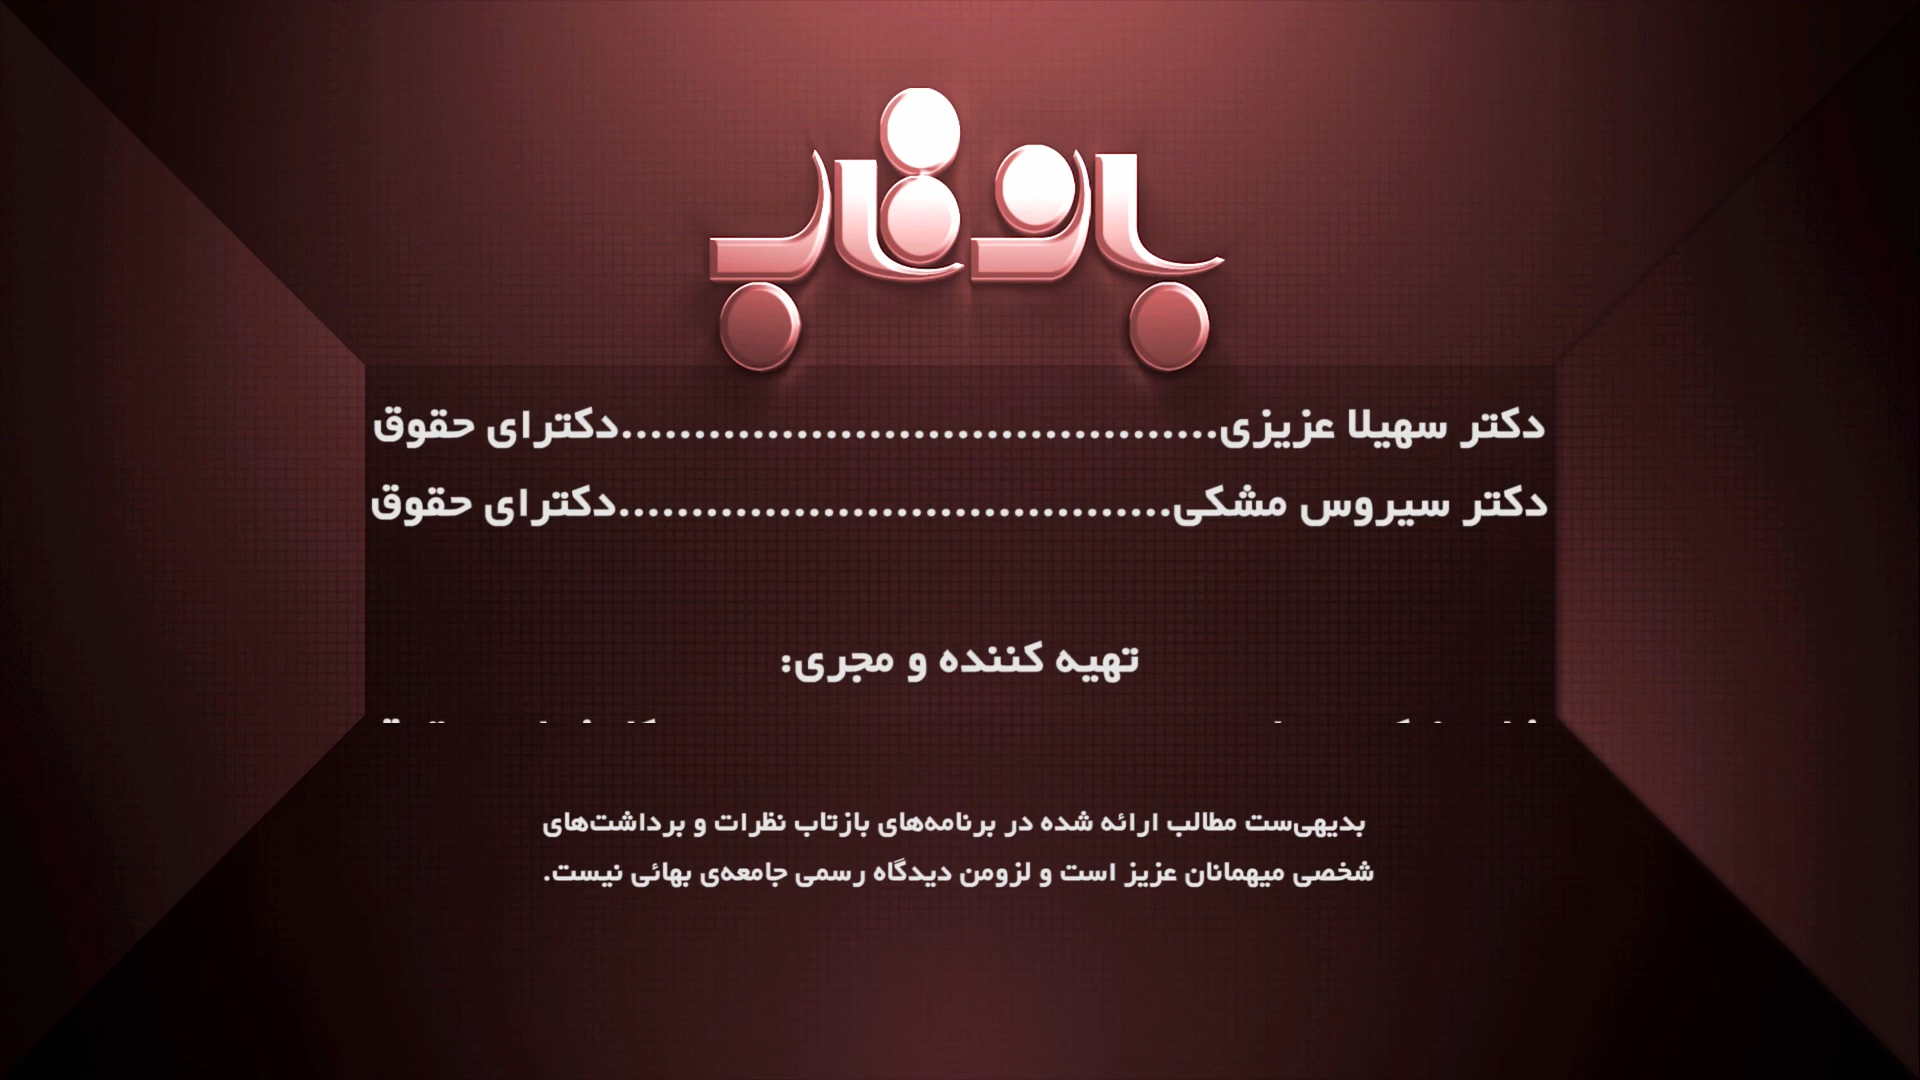 بازتاب
دکتر سهیلا عزیزی.........................................دکترای حقوق
دکتر سیروس مشکی......................................دکترای حقوق
تهیه کننده و مجری:
بدیهی‌ست مطالب ارائه شده در برنامه‌های بازتاب نظرات و برداشت‌های
شخصی میهمانان عزیز است و لزومن دیدگاه رسمی جامعه‌ی بهائی نیست.